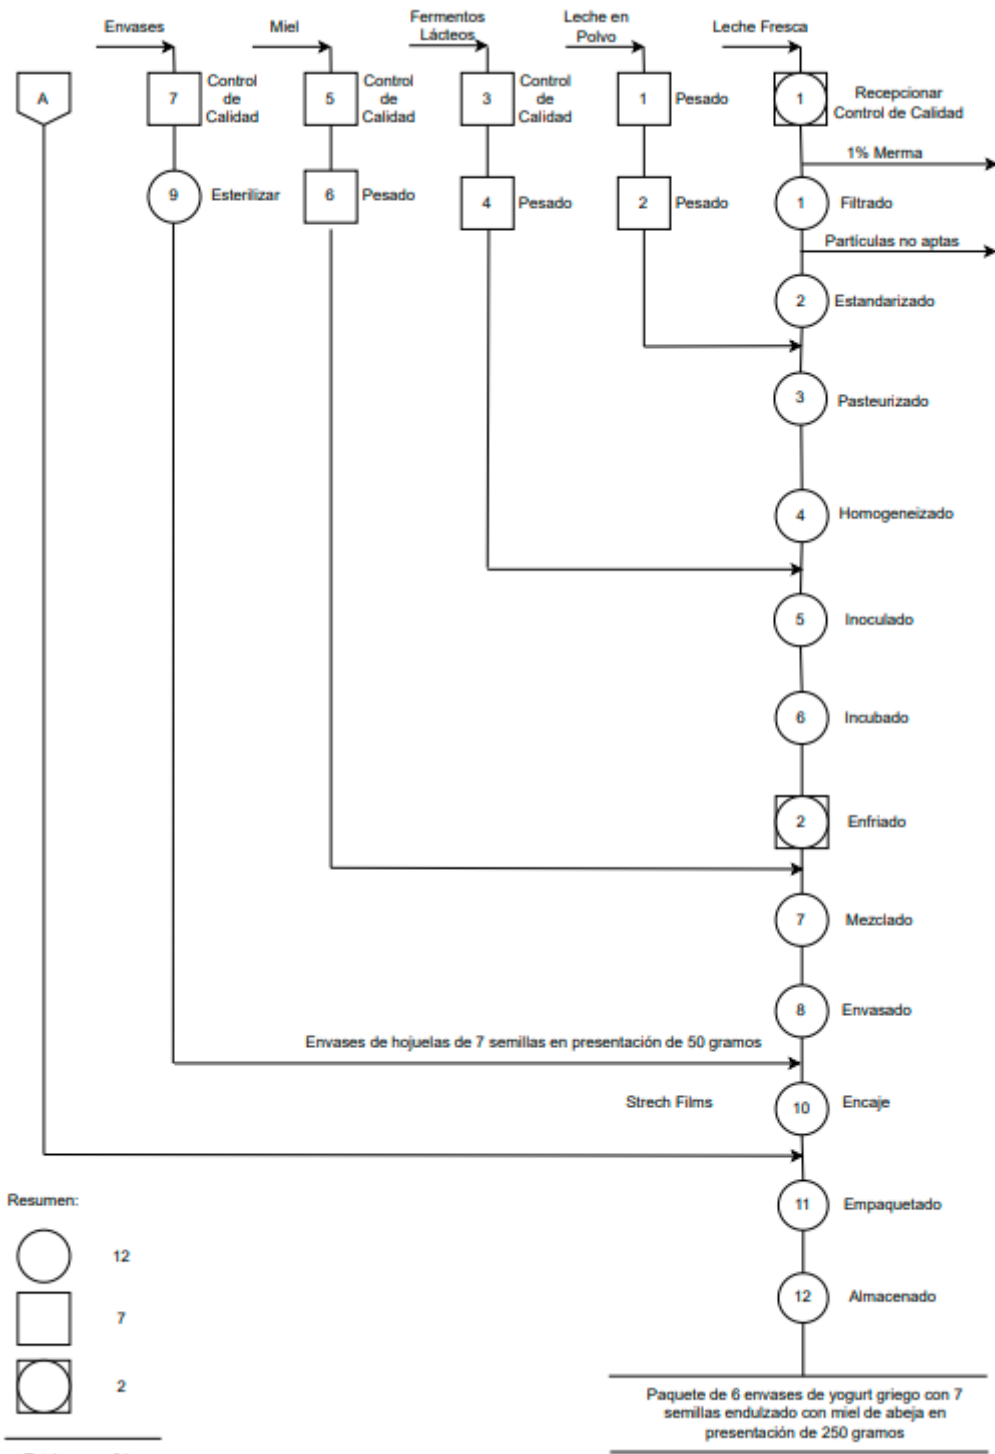 Envases
Miel
Fermentos
Lácteos
Leche en
Polvo
Leche Fresca
A
7
Control
de
Calidad
5
Control
de
Calidad
3
Control
de
Calidad
1
Pesado
1
Recepcionar
Control de Calidad
1% Merma
9
Esterilizar
6
Pesado
4
Pesado
2
Pesado
1
Filtrado
Partículas no aptas
2
Estandarizado
3
Pasteurizado
4
Homogeneizado
5
Inoculado
6
Incubado
2
Enfriado
7
Mezclado
8
Envasado
Envases de hojuelas de 7 semillas en presentación de 50 gramos
Strech Films
10
Encaje
11
Empaquetado
12
Almacenado
Resumen:
12
7
2
Paquete de 6 envases de yogurt griego con 7
semillas endulzado con miel de abeja en
presentación de 250 gramos